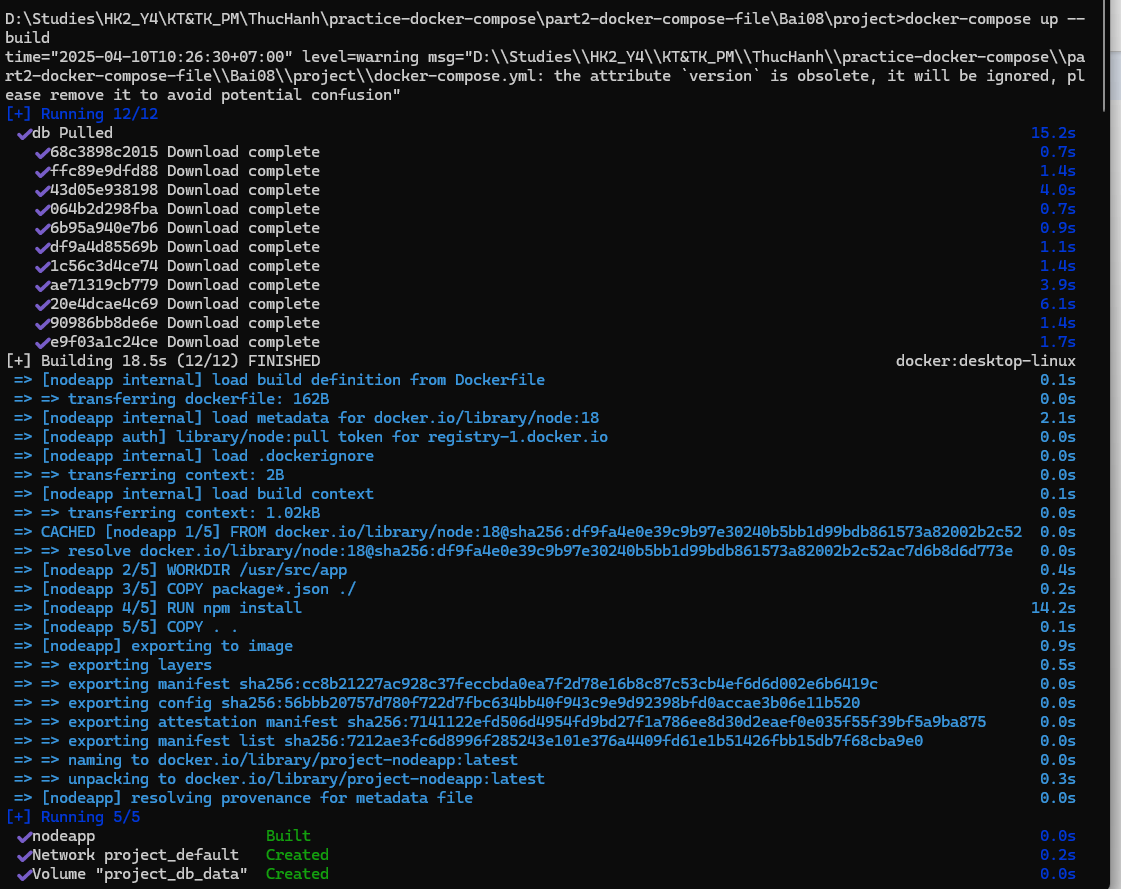 D:\Studies\HK2_Y4\KT&TK_PM\ThucHanh\practice-docker-compose\part2-docker-compose-file\Bai08\project>docker-compose up --
build
time="2025-04-10T10:26:30+07:00" level=warning msg="D:\\Studies\\HK2_Y4\\KT&TK_PM\\ThucHanh\\practice-docker-compose\\pa
rt2-docker-compose-file\\Bai08\\project\\docker-compose.yml: the attribute `version` is obsolete, it will be ignored, pl
ease remove it to avoid potential confusion"
[+] Running 12/12
✔db Pulled 15.2s
✔68c3898c2015 Download complete 0.7s
✔ffc89e9dfd88 Download complete 1.4s
✔43d05e938198 Download complete 4.0s
✔064b2d298fba Download complete 0.7s
✔6b95a940e7b6 Download complete 0.9s
✔df9a4d85569b Download complete 1.1s
✔1c56c3d4ce74 Download complete 1.4s
✔ae71319cb779 Download complete 3.9s
✔20e4dcae4c69 Download complete 6.1s
✔90986bb8de6e Download complete 1.4s
✔e9f03a1c24ce Download complete 1.7s
[+] Building 18.5s (12/12) FINISHED docker:desktop-linux
=> [nodeapp internal] load build definition from Dockerfile 0.1s
=> => transferring dockerfile: 162B 0.0s
=> [nodeapp internal] load metadata for docker.io/library/node:18 2.1s
=> [nodeapp auth] library/node:pull token for registry-1.docker.io 0.0s
=> [nodeapp internal] load .dockerignore 0.0s
=> => transferring context: 2B 0.0s
=> [nodeapp internal] load build context 0.1s
=> => transferring context: 1.02kB 0.0s
=> CACHED [nodeapp 1/5] FROM docker.io/library/node:18@sha256:df9fa4e0e39c9b97e30240b5bb1d99bdb861573a82002b2c52 0.0s
=> => resolve docker.io/library/node:18@sha256:df9fa4e0e39c9b97e30240b5bb1d99bdb861573a82002b2c52ac7d6b8d6d773e 0.0s
=> [nodeapp 2/5] WORKDIR /usr/src/app 0.4s
=> [nodeapp 3/5] COPY package*.json ./ 0.2s
=> [nodeapp 4/5] RUN npm install 14.2s
=> [nodeapp 5/5] COPY . . 0.1s
=> [nodeapp] exporting to image 0.9s
=> => exporting layers 0.5s
=> => exporting manifest sha256:cc8b21227ac928c37feccbda0ea7f2d78e16b8c87c53cb4ef6d6d002e6b6419c 0.0s
=> => exporting config sha256:56bbb20757d780f722d7fbc634bb40f943c9e9d92398bfd0accae3b06e11b520 0.0s
=> => exporting attestation manifest sha256:7141122efd506d4954fd9bd27f1a786ee8d30d2eaef0e035f55f39bf5a9ba875 0.0s
=> => exporting manifest list sha256:7212ae3fc6d8996f285243e101e376a4409fd61e1b51426fbb15db7f68cba9e0 0.0s
=> => naming to docker.io/library/project-nodeapp:latest 0.0s
=> => unpacking to docker.io/library/project-nodeapp:latest 0.3s
=> [nodeapp] resolving provenance for metadata file 0.0s
[+] Running 5/5
✔nodeapp Built 0.0s
✔Network project_default Created 0.2s
✔Volume "project_db_data" Created 0.0s